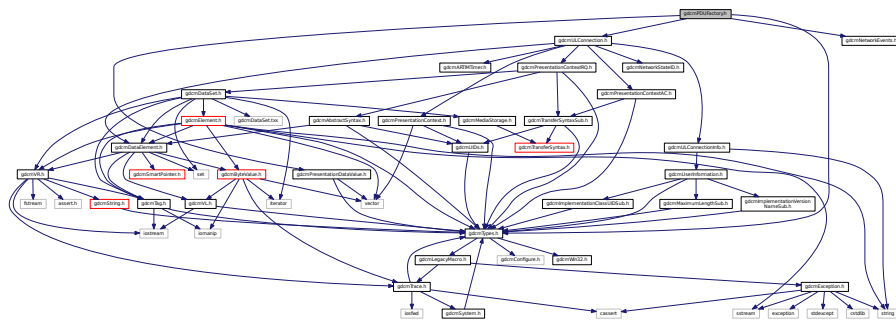 gdcmPDUFactory.h
gdcmULConnection.h
gdcmNetworkEvents.h
gdcmARTIMTimer.h
gdcmPresentationContextRQ.h
gdcmNetworkStateID.h
gdcmDataSet.h
gdcmPresentationContextAC.h
gdcmElement.h
gdcmDataSet.txx
gdcmAbstractSyntax.h
gdcmPresentationContext.h
gdcmMediaStorage.h
gdcmTransferSyntaxSub.h
gdcmDataElement.h
gdcmUIDs.h
gdcmTransferSyntax.h
gdcmULConnectionInfo.h
gdcmVR.h
gdcmSmartPointer.h
set
gdcmByteValue.h
gdcmPresentationDataValue.h
gdcmUserInformation.h
fstream
assert.h
gdcmString.h
gdcmTag.h
gdcmVL.h
iterator
vector
gdcmImplementationClassUIDSub.h
gdcmMaximumLengthSub.h
gdcmImplementationVersion
NameSub.h
iostream
iomanip
gdcmTypes.h
gdcmLegacyMacro.h
gdcmConfigure.h
gdcmWin32.h
gdcmTrace.h
gdcmException.h
iosfwd
gdcmSystem.h
cassert
sstream
exception
stdexcept
cstdlib
string